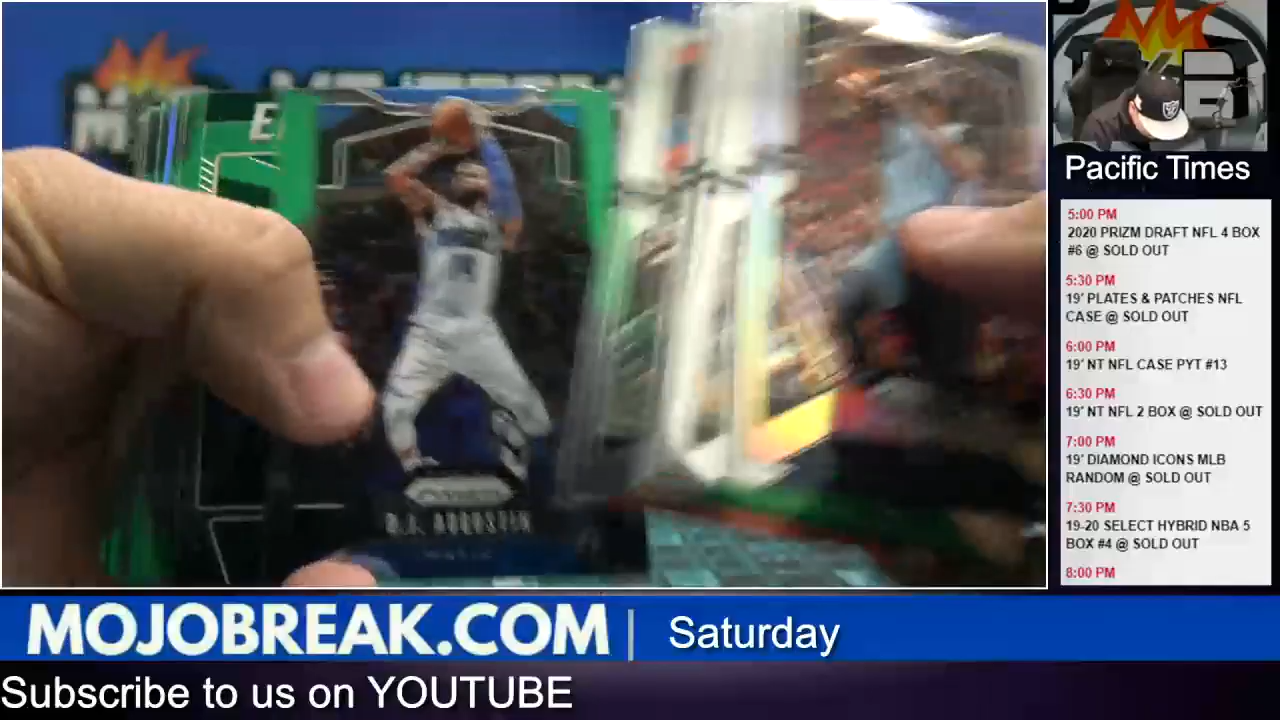 E
D.J. AUGUSTIN
Pacific Times
5:00 PM
2020 PRIZM DRAFT NFL 4 BOX
#6 @ SOLD OUT
5:30 PM
19' PLATES & PATCHES NFL
CASE @ SOLD OUT
6:00 PM
19' NT NFL CASE PYT #13
6:30 PM
19' NT NFL 2 BOX @ SOLD OUT
7:00 PM
19' DIAMOND ICONS MLB
RANDOM @ SOLD OUT
7:30 PM
19-20 SELECT HYBRID NBA 5
BOX #4 @ SOLD OUT
8:00 PM
MOJOBREAK.COM | Saturday
Subscribe to us on YOUTUBE